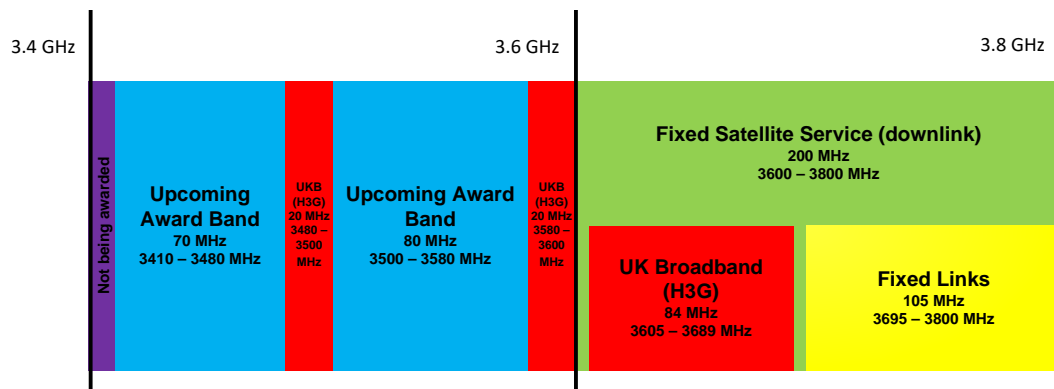 3.4 GHz
3.6 GHz
3.8 GHz
Not being awarded
Upcoming
Award Band
70 MHz
3410 – 3480 MHz
UKB
(H3G)
20 MHz
3480 –
3500
MHz
Upcoming Award
Band
80 MHz
3500 – 3580 MHz
UKB
(H3G)
20 MHz
3580 –
3600
MHz
Fixed Satellite Service (downlink)
200 MHz
3600 – 3800 MHz
UK Broadband
(H3G)
84 MHz
3605 – 3689 MHz
Fixed Links
105 MHz
3695 – 3800 MHz